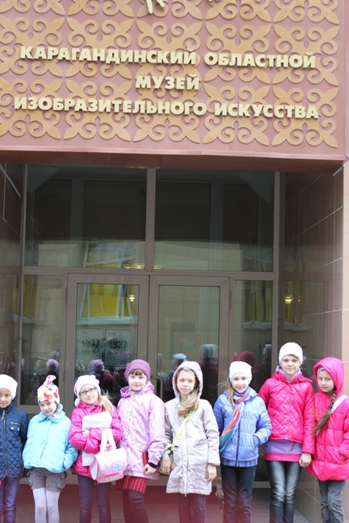 КАРАГАНДИНСКИЙ ОБЛАСТНОЙ
МУЗЕЙ
ИЗОБРАЗИТЕЛЬНОГО ИСКУССТВА